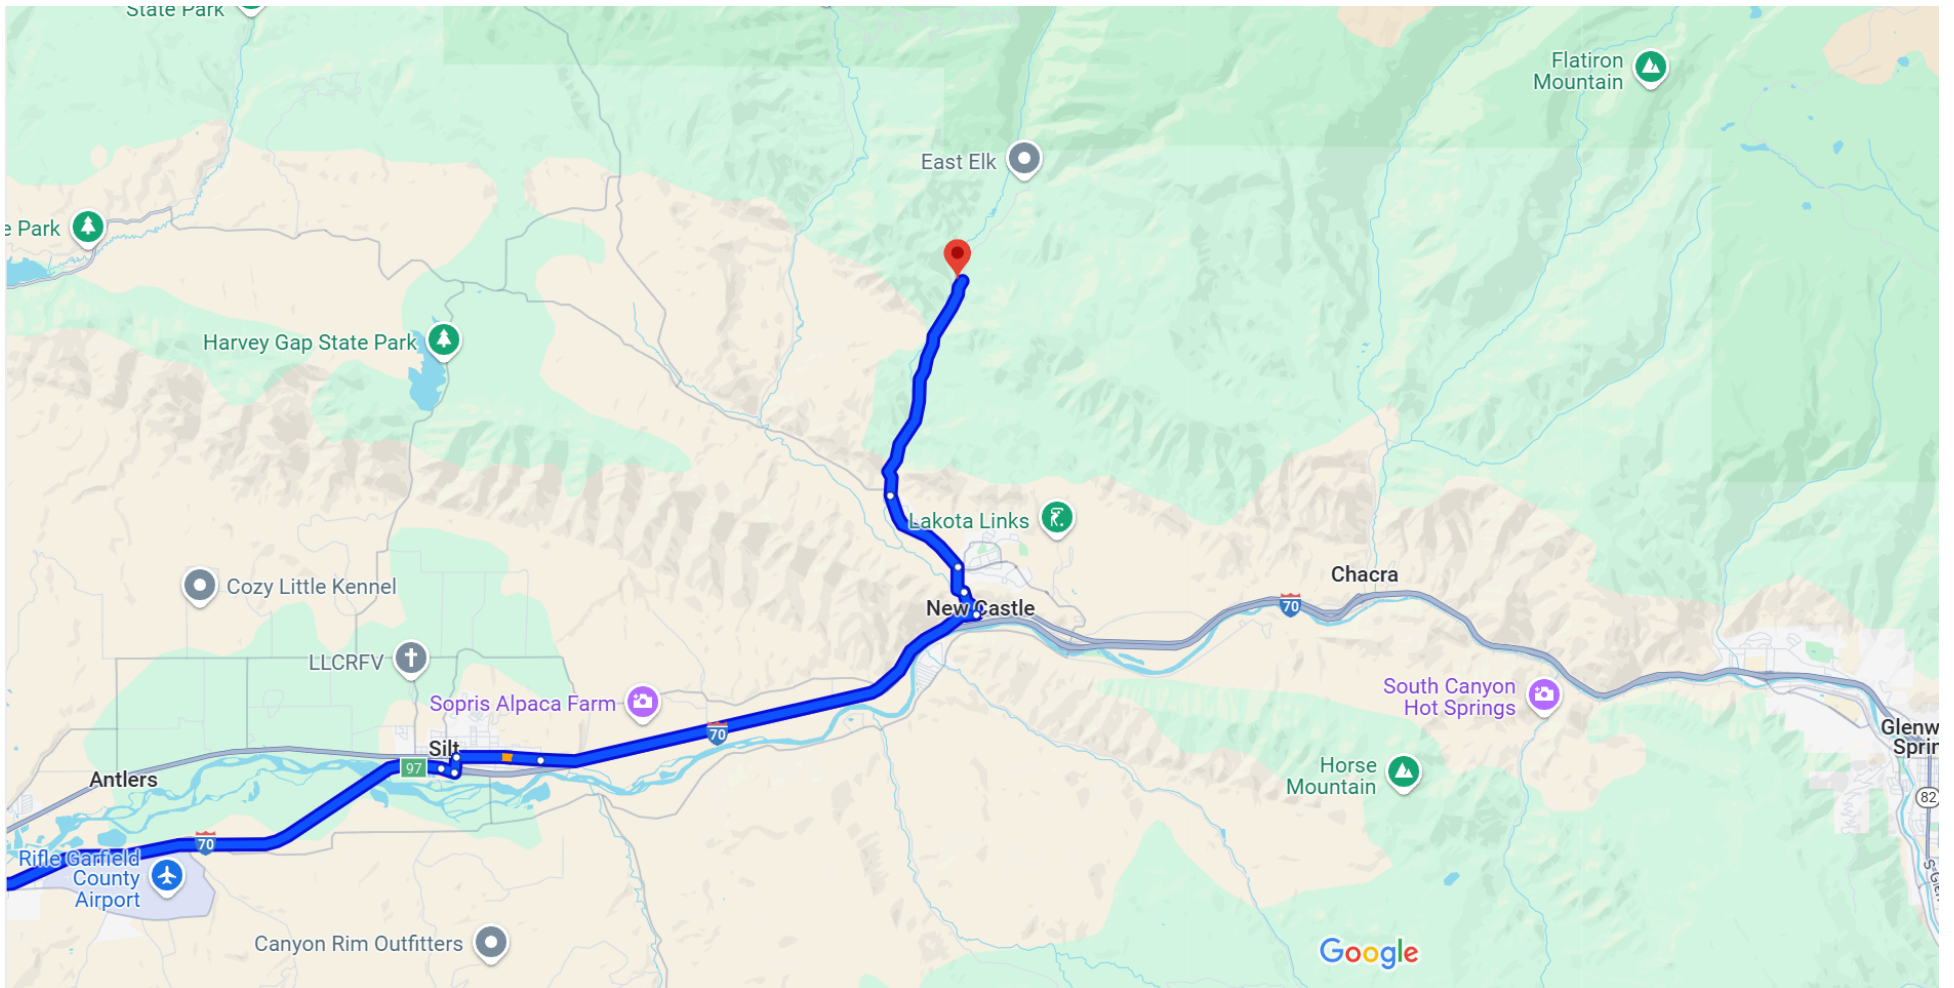 State Park
Flatiron
Mountain
East Elk
e Park
Harvey Gap State Park
Lakota Links
Chacra
Cozy Little Kennel
70
New Castle
LLCRFV
South Canyon
Hot Springs
Sopris Alpaca Farm
70
Glenw
Sprin
Silt
97
Antlers
Horse
Mountain
82
70
Rifle Garfield
County
Airport
S Gle
Canyon Rim Outfitters
Google